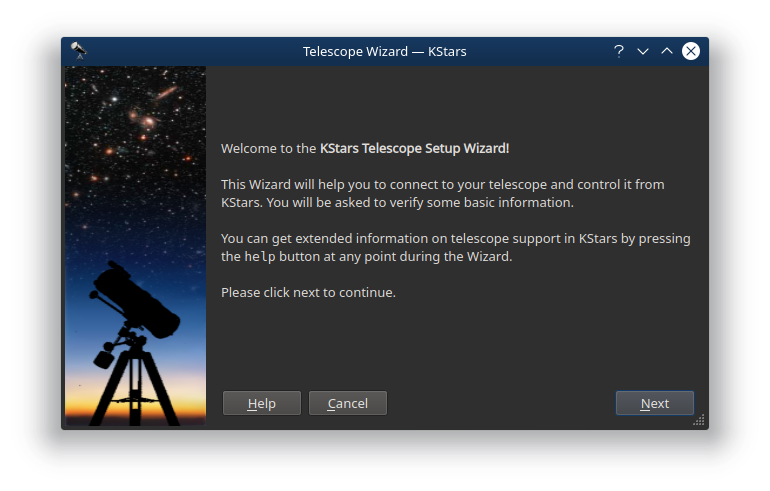 Telescope Wizard — KStars
Welcome to the KStars Telescope Setup Wizard!
This Wizard will help you to connect to your telescope and control it from
KStars. You will be asked to verify some basic information.
You can get extended information on telescope support in KStars by pressing
the help button at any point during the Wizard.
Please click next to continue.
Help Cancel Next